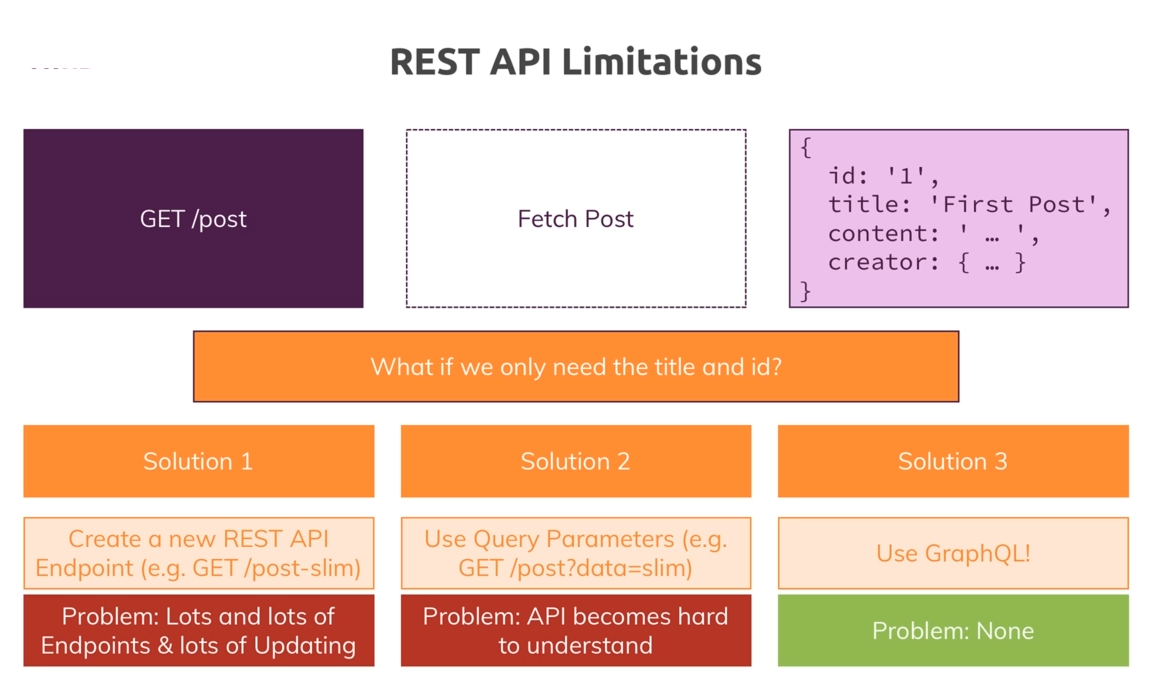 REST API Limitations
GET /post
Fetch Post
{
id: '1',
title: 'First Post',
content: ' … ',
creator: { … }
}
What if we only need the title and id?
Solution 1
Solution 2
Solution 3
Create a new REST API
Endpoint (e.g. GET /post-slim)
Use Query Parameters (e.g.
GET /post?data=slim)
Use GraphQL!
Problem: Lots and lots of
Endpoints & lots of Updating
Problem: API becomes hard
to understand
Problem: None